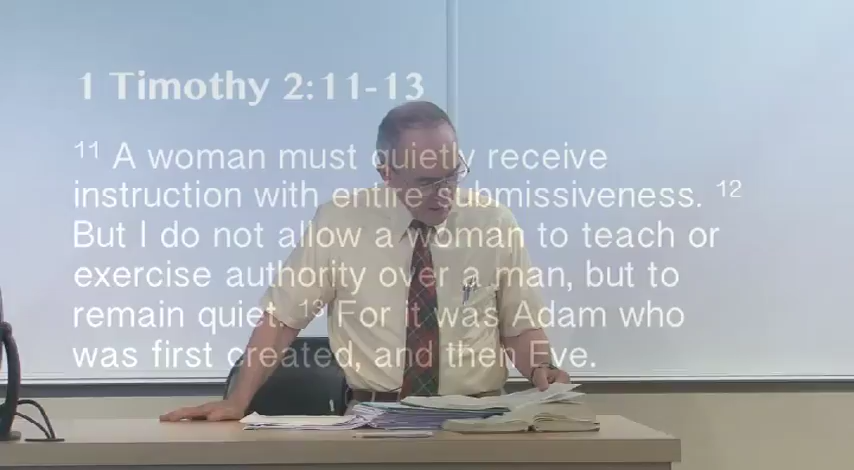 1 Timothy 2:11-13
11 A woman must quietly receive
instruction with entire submissiveness. 12
But I do not allow a woman to teach or
exercise authority over a man, but to
remain quiet. 13 For it was Adam who
was first created, and then Eve.